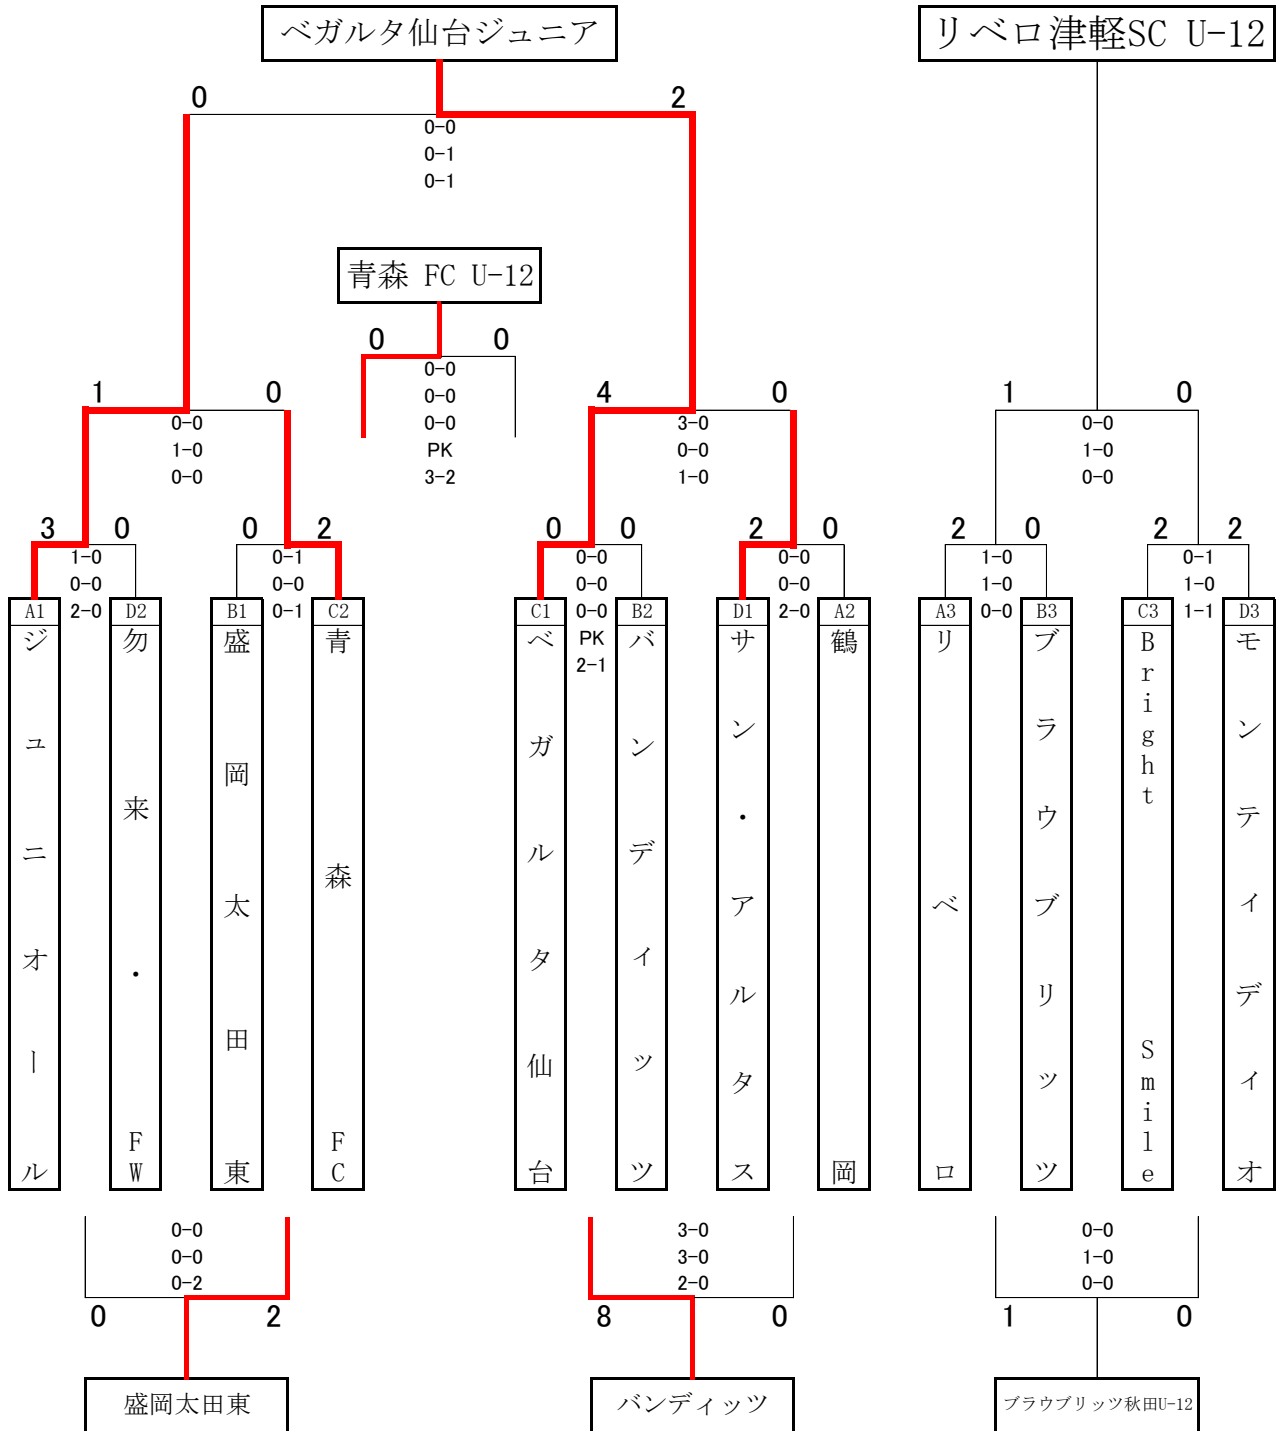 ベガルタ仙台ジュニア
リベロ津軽SC U-12
0
2
0-0
0-1
0-1
青森 FC U-12
0
0
0-0
0-0
0-0
PK
3-2
1
0
0-0
1-0
0-0
4
0
3-0
0-0
1-0
1
0
0-0
1-0
0-0
3
0
1-0
0-0
2-0
0
2
0-1
0-0
0-1
0
0
0-0
0-0
0-0
PK
2-1
2
0
0-0
0-0
2-0
2
0
1-0
1-0
0-0
2
2
0-1
1-0
1-1
A1
ジュニオール
D2
勿来・FW
B1
盛岡太田東
C2
青森FC
C1
ベガルタ仙台
B2
バンディッツ
D1
サン・アルタス
A2
鶴岡
A3
リベロ
B3
ブラウブリッツ
C3
Bright Smile
D3
モンテディオ
0-0
0-0
0-2
0
2
盛岡太田東
3-0
3-0
2-0
8
0
バンディッツ
0-0
1-0
0-0
1
0
ブラウブリッツ秋田U-12